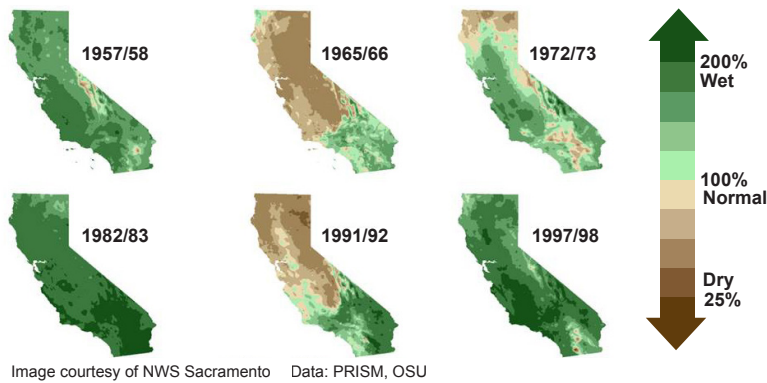 1957/58
1965/66
1972/73
200%
Wet
100%
Normal
1982/83
1991/92
1997/98
Dry
25%
Image courtesy of NWS Sacramento Data: PRISM, OSU